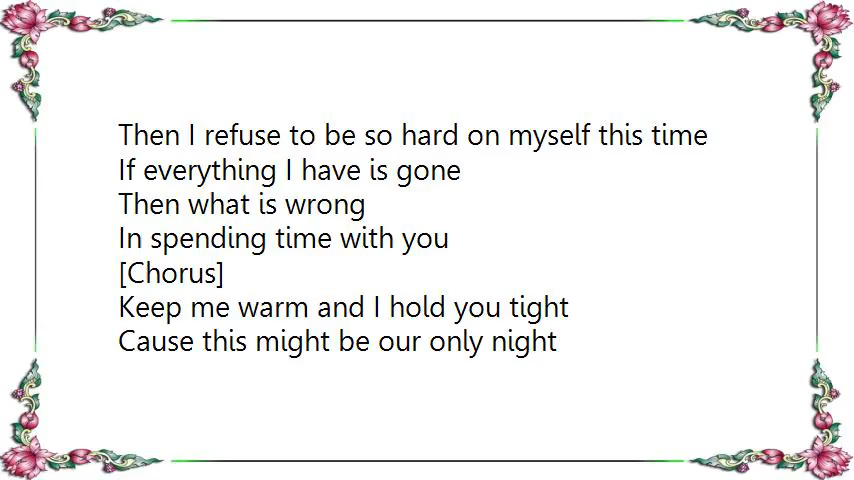 Then I refuse to be so hard on myself this time
If everything I have is gone
Then what is wrong
In spending time with you
[Chorus]
Keep me warm and I hold you tight
Cause this might be our only night